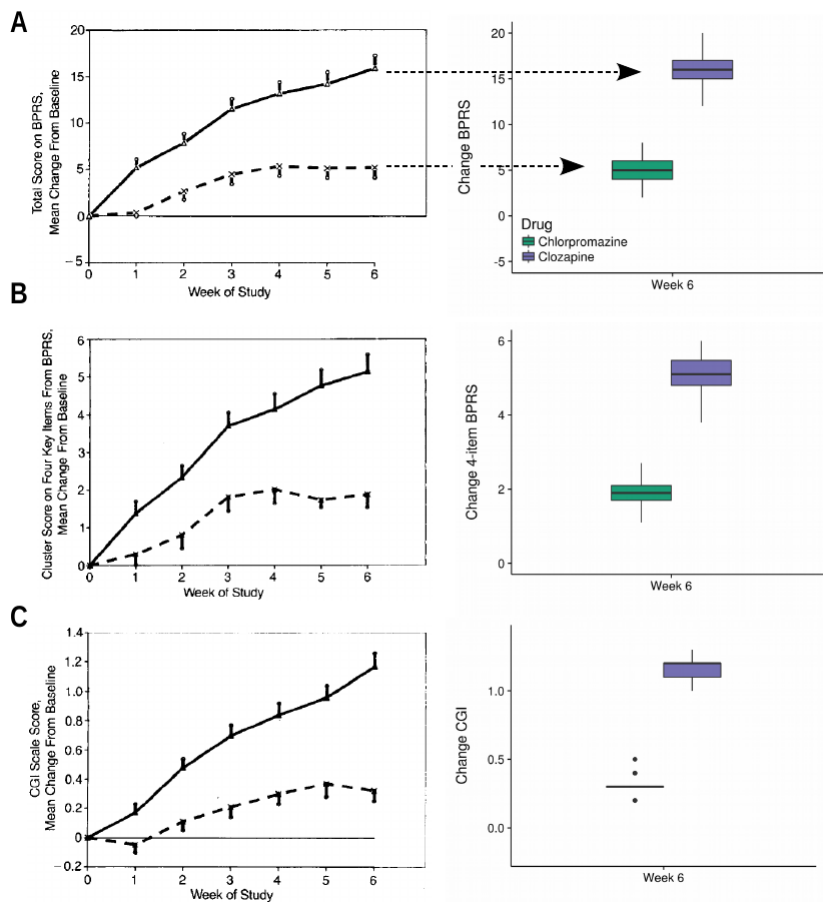 A
Total Score on BPRS,
Mean Change From Baseline
20
15
10
5
0
−5
0 1 2 3 4 5 6
Week of Study
Change BPRS
20
15
10
5
0
-5
Drug
Chlorpromazine
Clozapine
Week 6
B
Cluster Score on Four Key Items From BPRS,
Mean Change From Baseline
6
5
4
3
2
1
0
0 1 2 3 4 5 6
Week of Study
Change 4-item BPRS
6
4
2
0
Week 6
C
CGI Scale Score,
Mean Change From Baseline
1.4
1.2
1.0
0.8
0.6
0.4
0.2
0
−0.2
0 1 2 3 4 5 6
Week of Study
Change CGI
1.0
0.5
0.0
Week 6